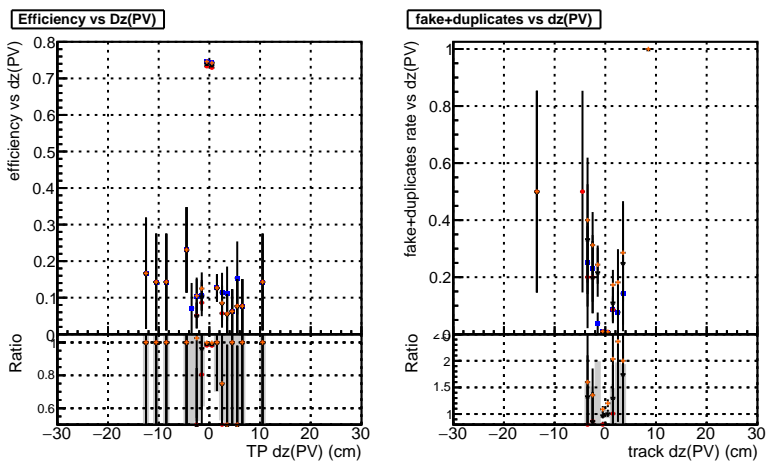 Efficiency vs Dz(PV)
efficiency vs dz(PV)
0.8
0.7
0.6
0.5
0.4
0.3
0.2
0.1
0
Ratio
1
0.8
0.6
−30 −20 −10 0 10 20 30
TP dz(PV) (cm)
fake+duplicates vs dz(PV)
fake+duplicates rate vs dz(PV)
1
0.8
0.6
0.4
0.2
Ratio
2
1.5
1
−30 −20 −10 0 10 20 30
track dz(PV) (cm)